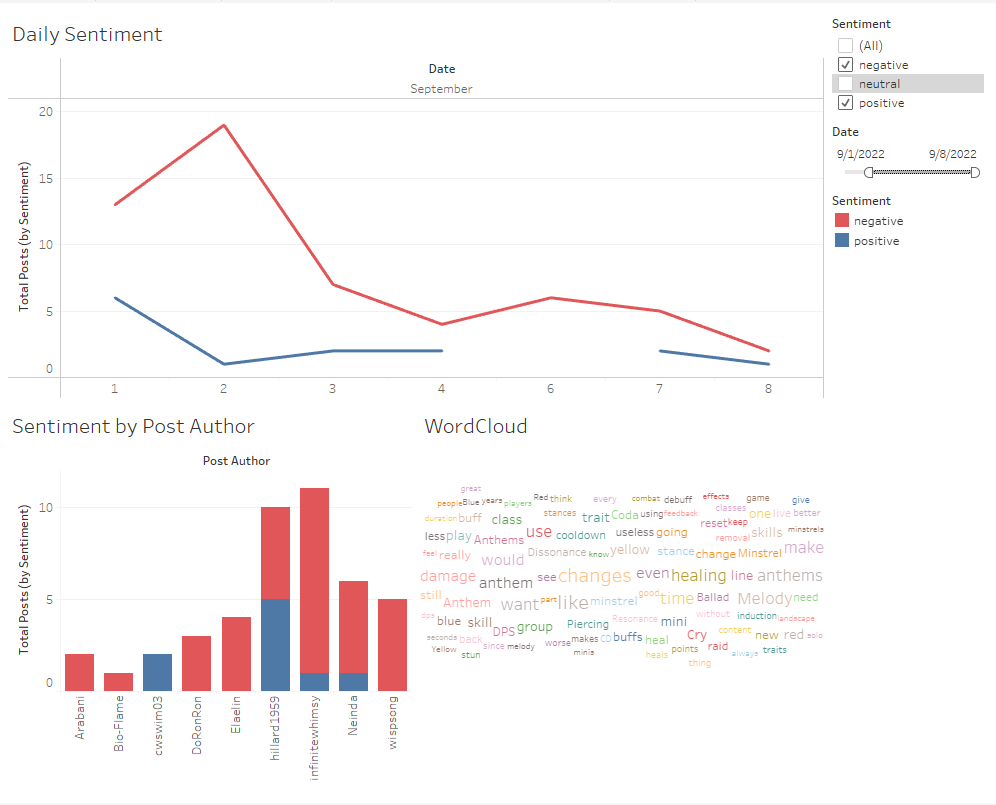 Daily Sentiment
Date
September
Total Posts (by Sentiment)
20
15
10
5
0
1 2 3 4 6 7 8
Sentiment
(All)
negative
neutral
positive
Date
9/1/2022 9/8/2022
Sentiment
negative
positive
Sentiment by Post Author
Post Author
Total Posts (by Sentiment)
10
5
0
Arabani
Bio-Flame
cwswim03
DoRonRon
Elaelin
hillard1959
infinitewhimsy
Neinda
wispsong
WordCloud
great
people Blue years players Red think every combat debuff effects game give
duration buff class stances trait Coda using feedback classes one live better
less play Anthems use cooldown useless going reset keep skills minstrels
removal
feel really would Dissonance know yellow stance change Minstrel make
damage anthem see changes even healing line anthems
still Anthem want part like minstrel good time Ballad Melody need
dps blue skill DPS group Piercing Resonance mini without induction landscape
seconds back since melody worse makes CD buffs heal Cry content new red solo
Yellow stun minis heals points raid always traits
thing